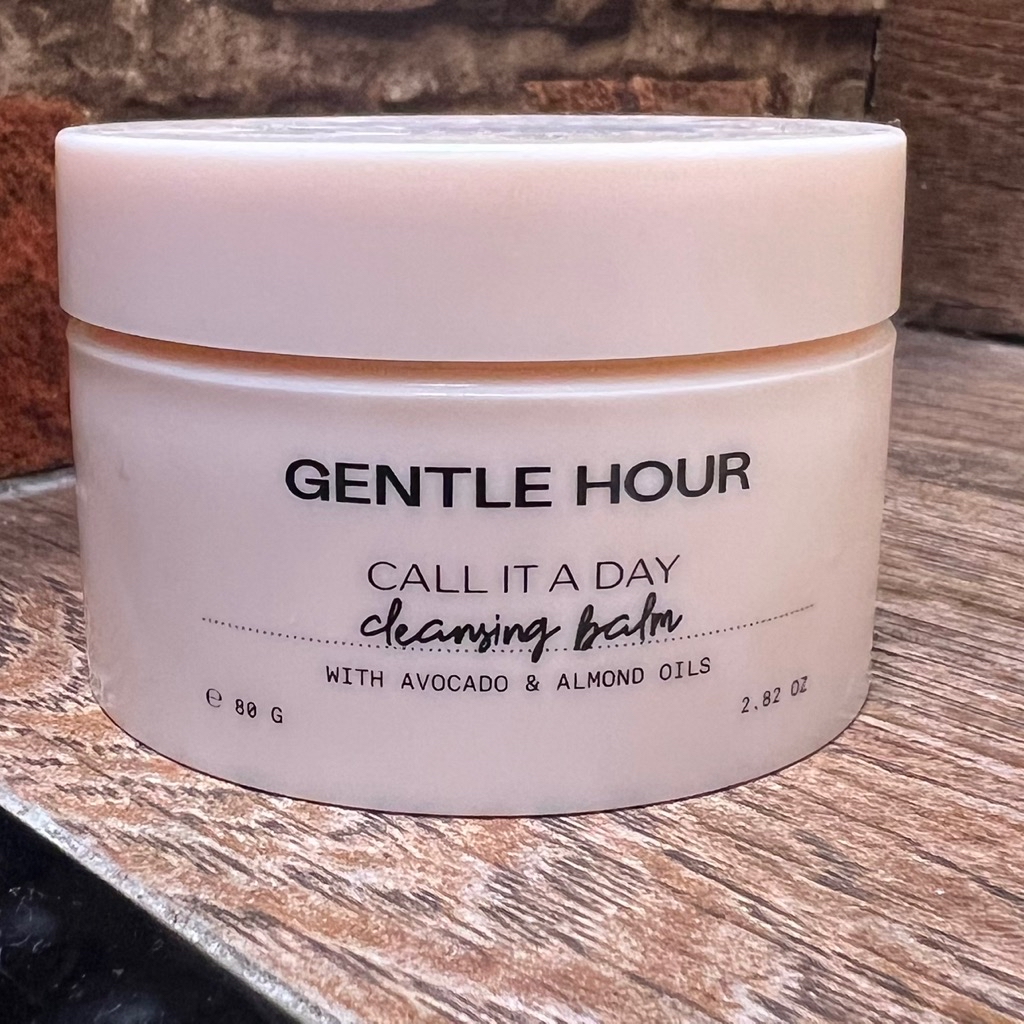 GENTLE HOUR
CALL IT A DAY
cleansing balm
WITH AVOCADO & ALMOND OILS
℮ 80 G
2.82 OZ